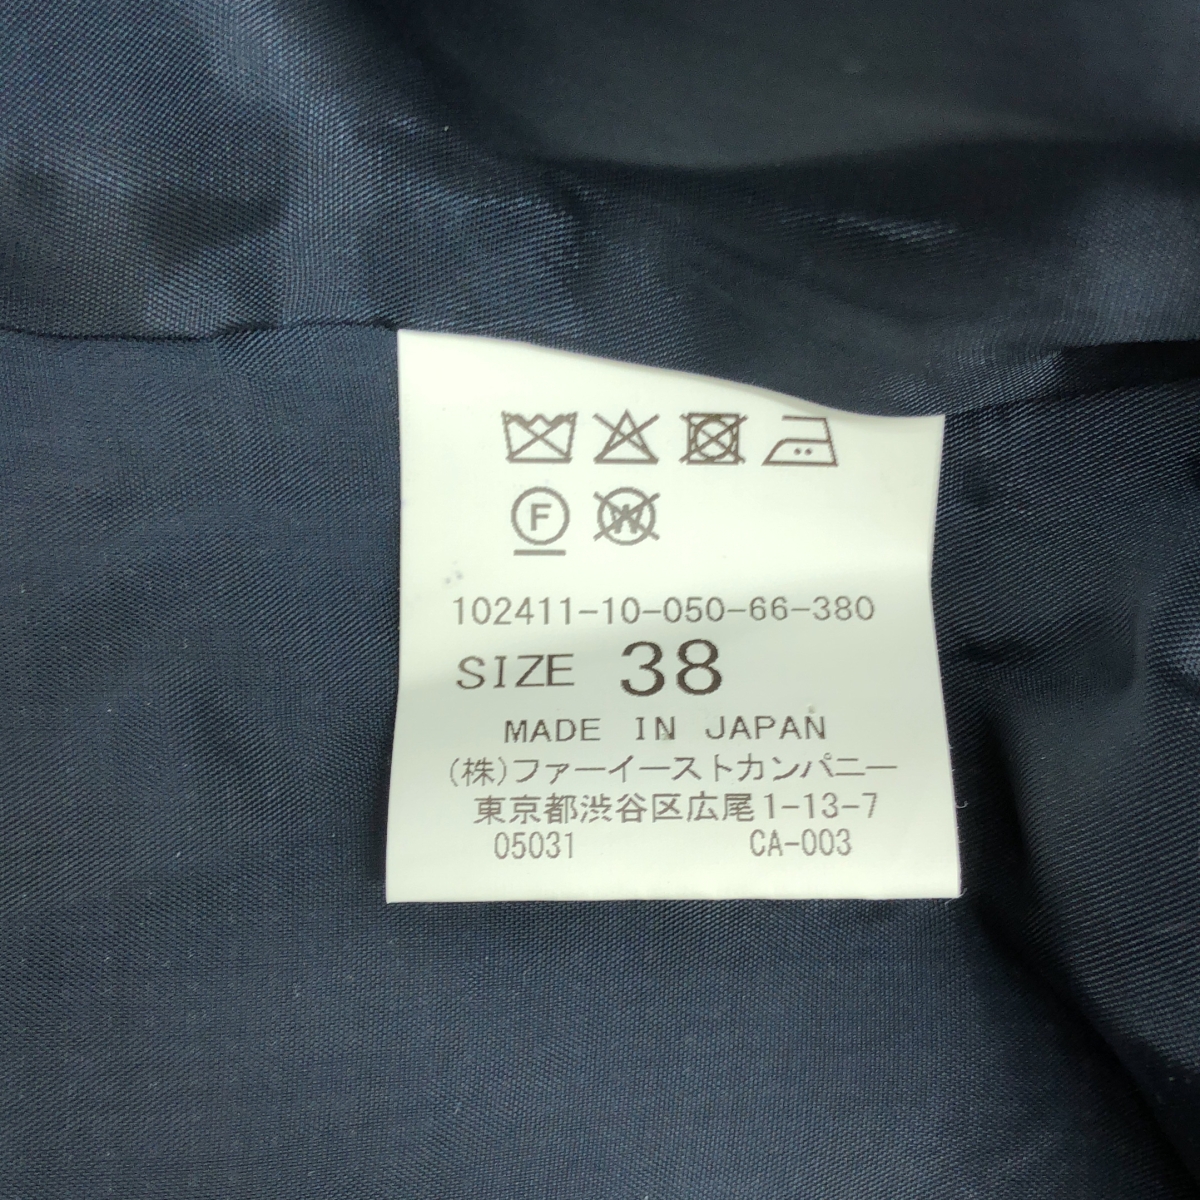 F W
102411-10-050-66-380
SIZE 38
MADE IN JAPAN
(株)ファーイーストカンパニー
東京都渋谷区広尾1-13-7
05031 CA-003